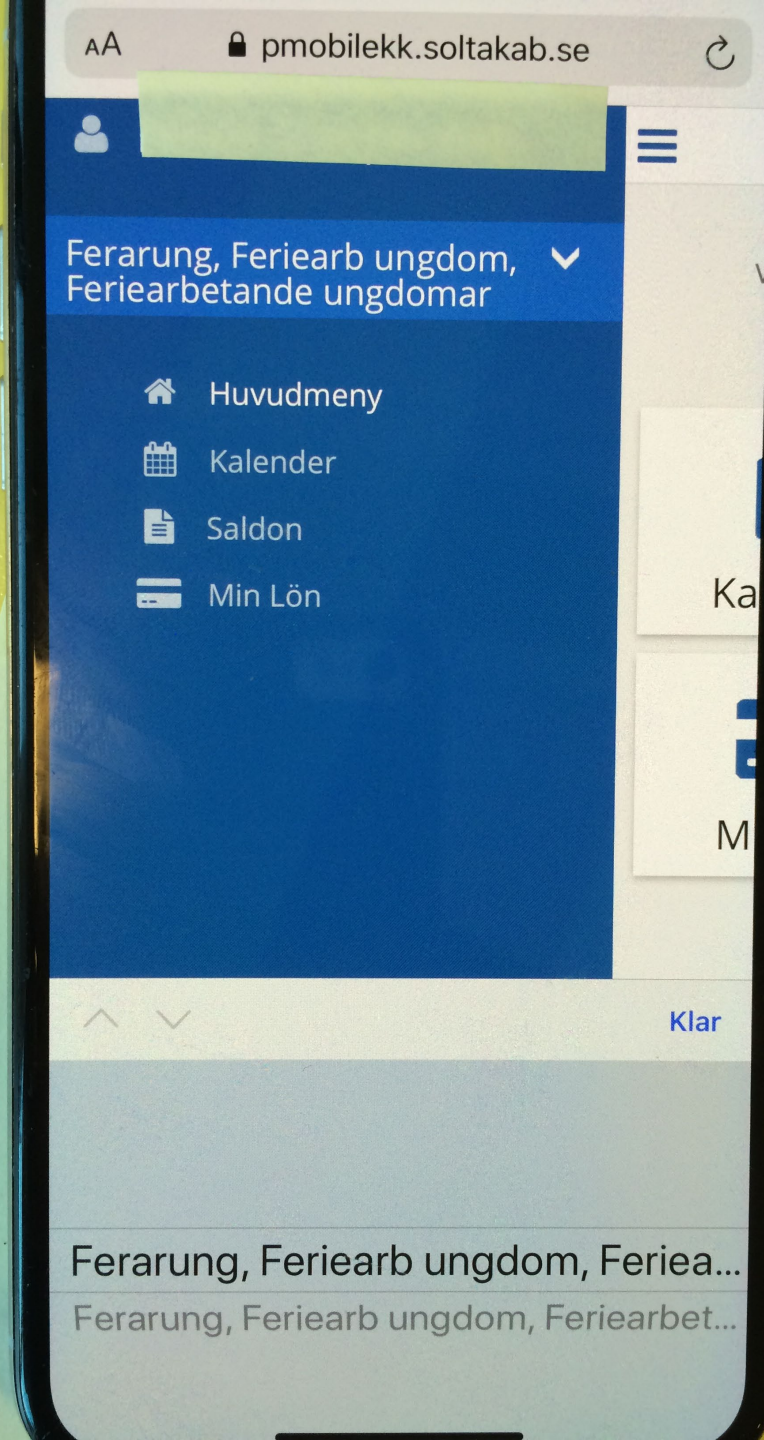 AA pmobilekk.soltakab.se
Ferarung, Feriearb ungdom,
Feriearbetande ungdomar
Huvudmeny
Kalender
Saldon
Min Lön
Ka
M
Klar
Ferarung, Feriearb ungdom, Feriea...
Ferarung, Feriearb ungdom, Feriearbet...